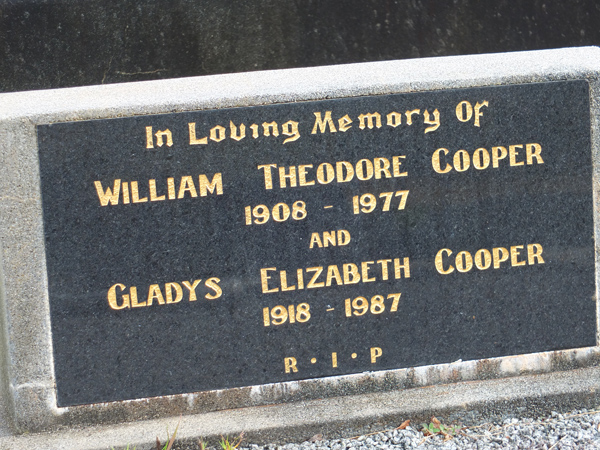 In Loving Memory Of
WILLIAM THEODORE COOPER
1908 - 1977
AND
GLADYS ELIZABETH COOPER
1918 - 1987
R · I · P